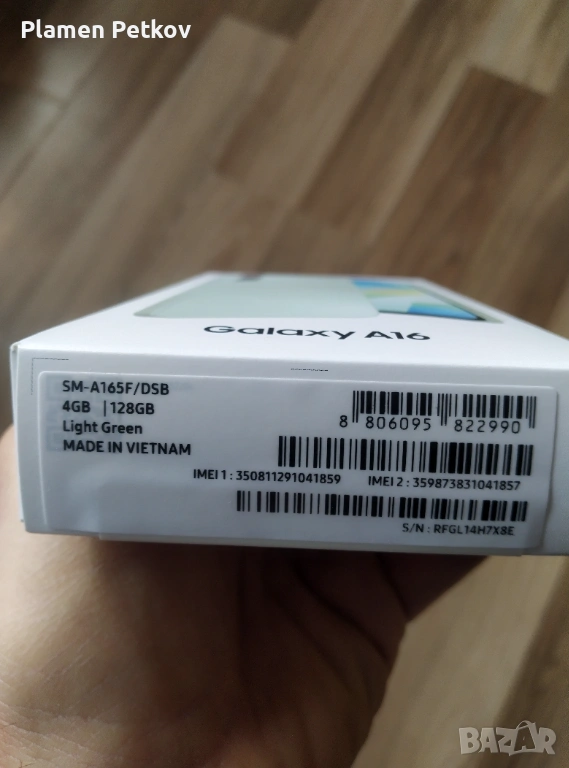 Plamen Petkov
Galaxy A16
SM-A165F/DSB
4GB | 128GB
Light Green
MADE IN VIETNAM
8 806095 822990
IMEI 1 : 350811291041859 IMEI 2 : 359873831041857
S/N : RFGL14H7X8E
BAZAR